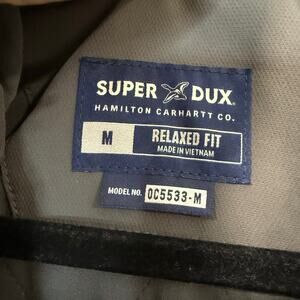 SUPER DUX
HAMILTON CARHARTT CO.
M RELAXED FIT
MADE IN VIETNAM
MODEL NO. OC5533-M